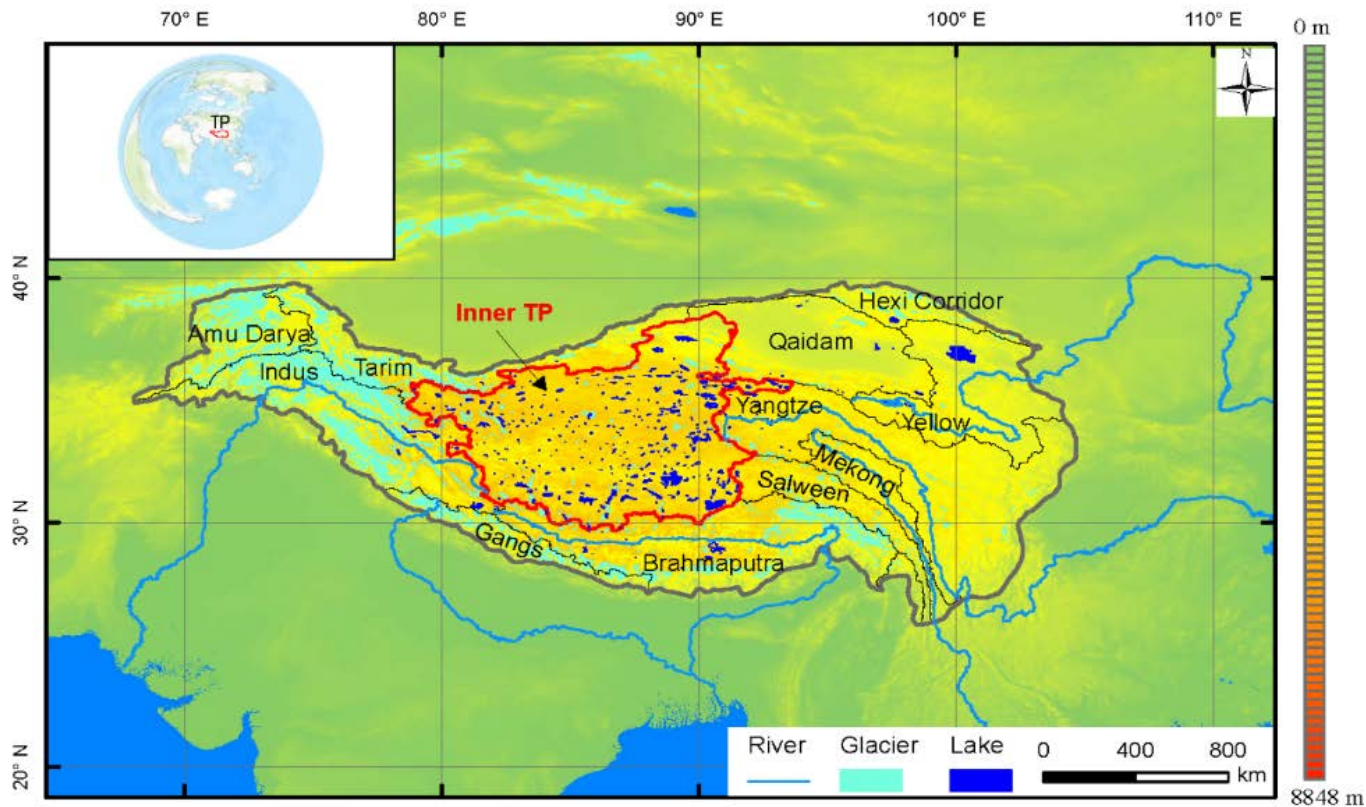 70° E
80° E
90° E
100° E
110° E
0 m
N
TP
40° N
30° N
20° N
Inner TP
Hexi Corridor
Amu Darya
Qaidam
Indus
Tarim
Yangtze
Yellow
Mekong
Salween
Gangs
Brahmaputra
River
Glacier
Lake
0
400
800
km
8848 m